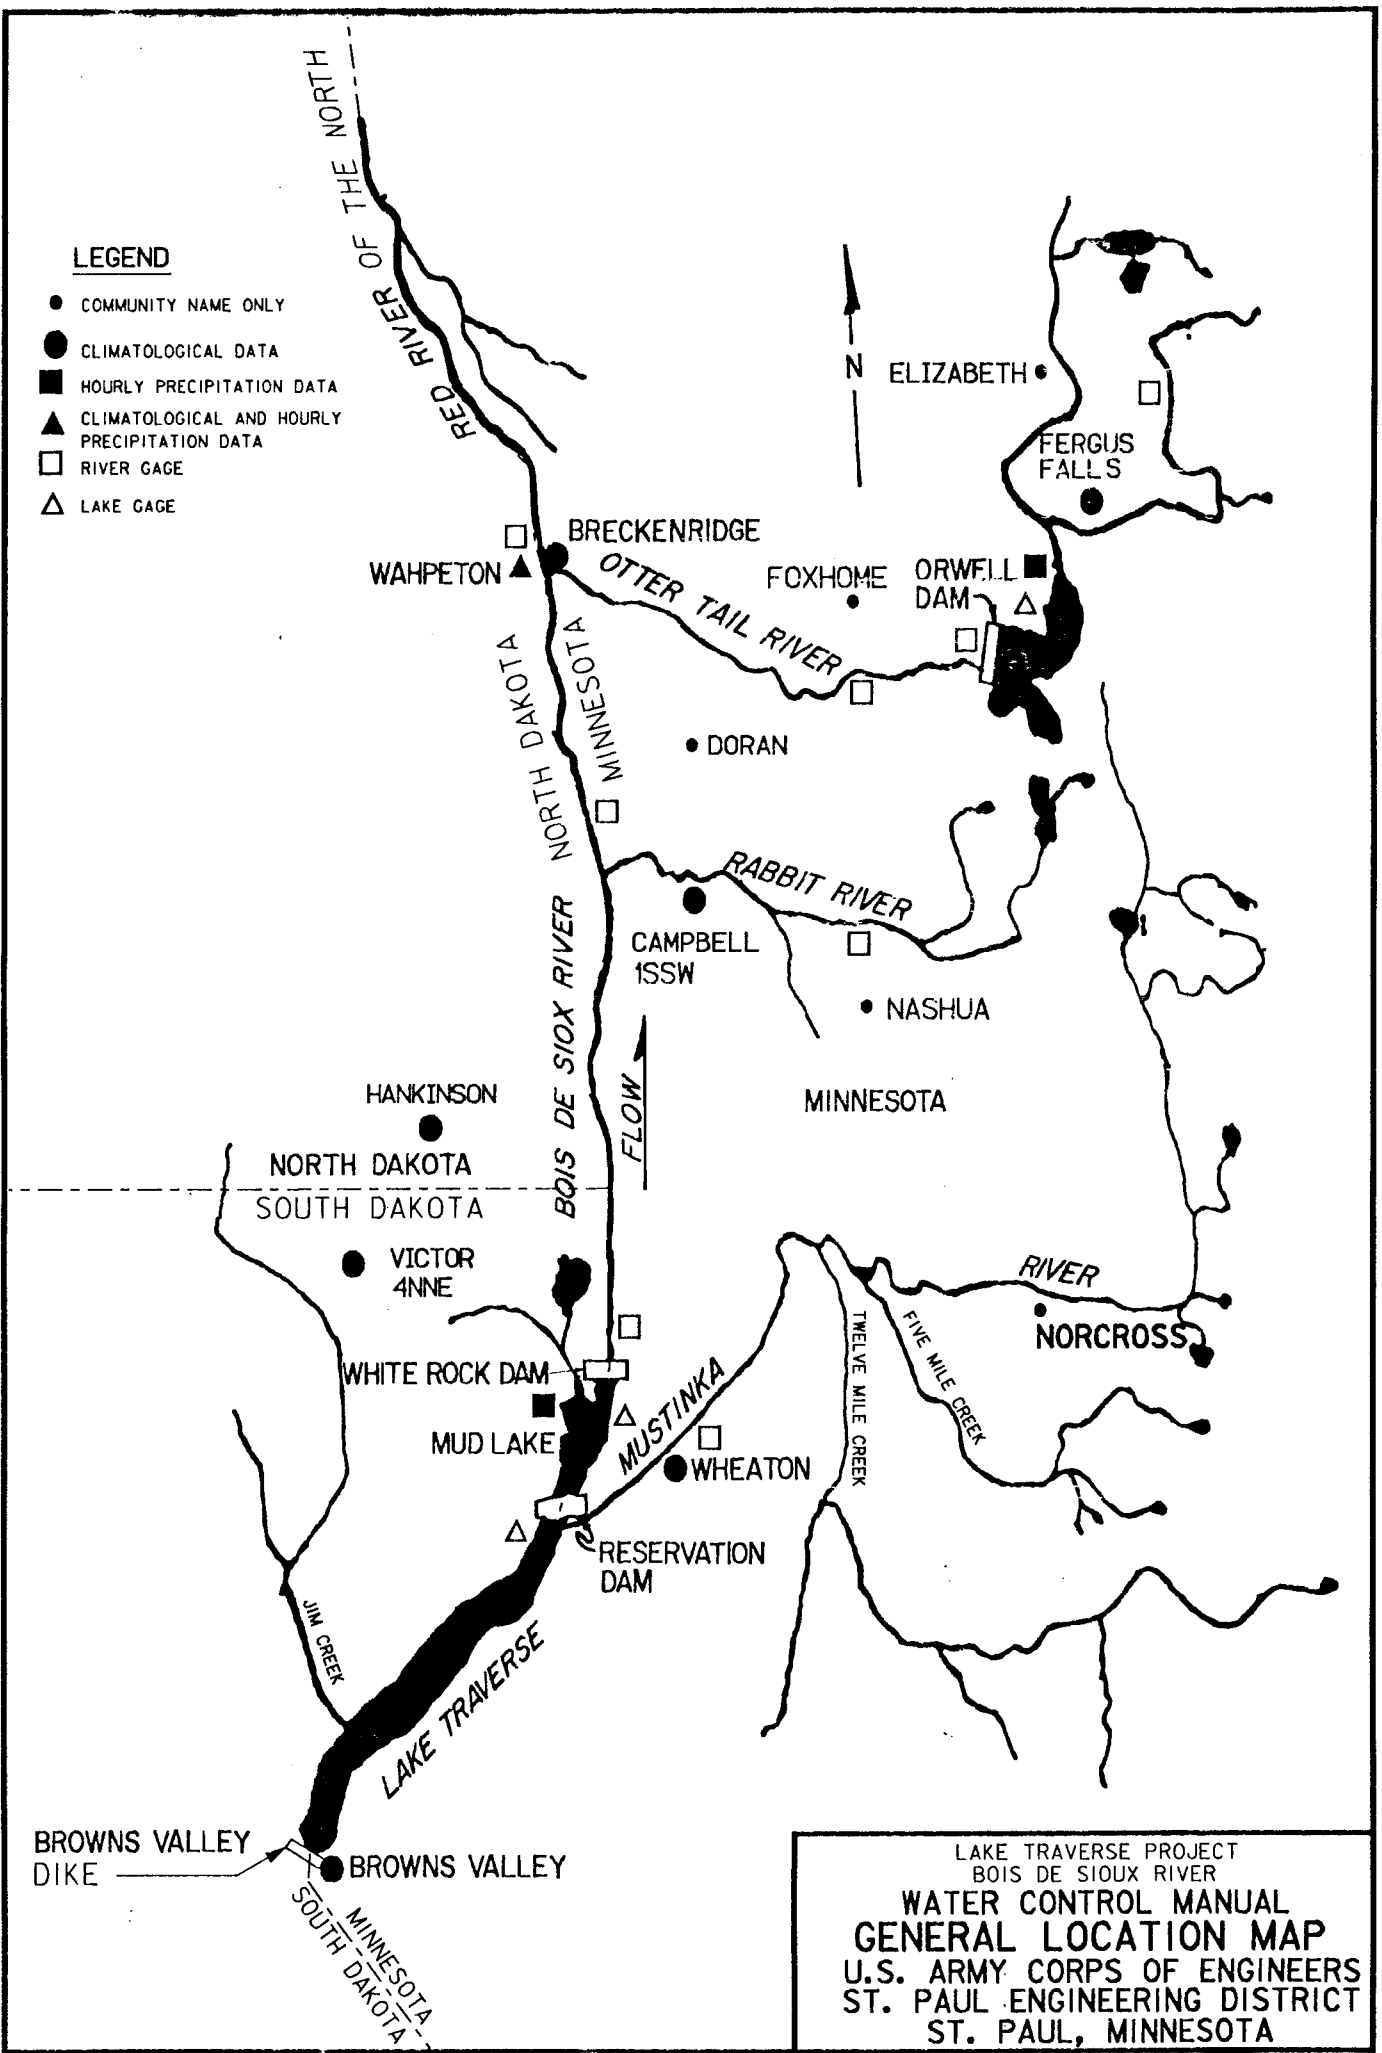 RED RIVER OF THE NORTH
LEGEND
COMMUNITY NAME ONLY
CLIMATOLOGICAL DATA
HOURLY PRECIPITATION DATA
CLIMATOLOGICAL AND HOURLY
PRECIPITATION DATA
RIVER GAGE
LAKE GAGE
N
ELIZABETH
FERGUS
FALLS
BRECKENRIDGE
WAHPETON
OTTER TAIL RIVER
FOXHOME
ORWELL
DAM
NORTH DAKOTA
MINNESOTA
DORAN
NORTH DAKOTA
RABBIT RIVER
CAMPBELL
1SSW
NASHUA
BOIS DE SIOX RIVER
FLOW
MINNESOTA
HANKINSON
NORTH DAKOTA
SOUTH DAKOTA
VICTOR
4NNE
RIVER
NORCROSS
TWELVE MILE CREEK
FIVE MILE CREEK
WHITE ROCK DAM
MUSTINKA
MUD LAKE
WHEATON
RESERVATION
DAM
JIM CREEK
LAKE TRAVERSE
BROWNS VALLEY
DIKE
BROWNS VALLEY
MINNESOTA
SOUTH DAKOTA
LAKE TRAVERSE PROJECT
BOIS DE SIOUX RIVER
WATER CONTROL MANUAL
GENERAL LOCATION MAP
U.S. ARMY CORPS OF ENGINEERS
ST. PAUL ENGINEERING DISTRICT
ST. PAUL, MINNESOTA